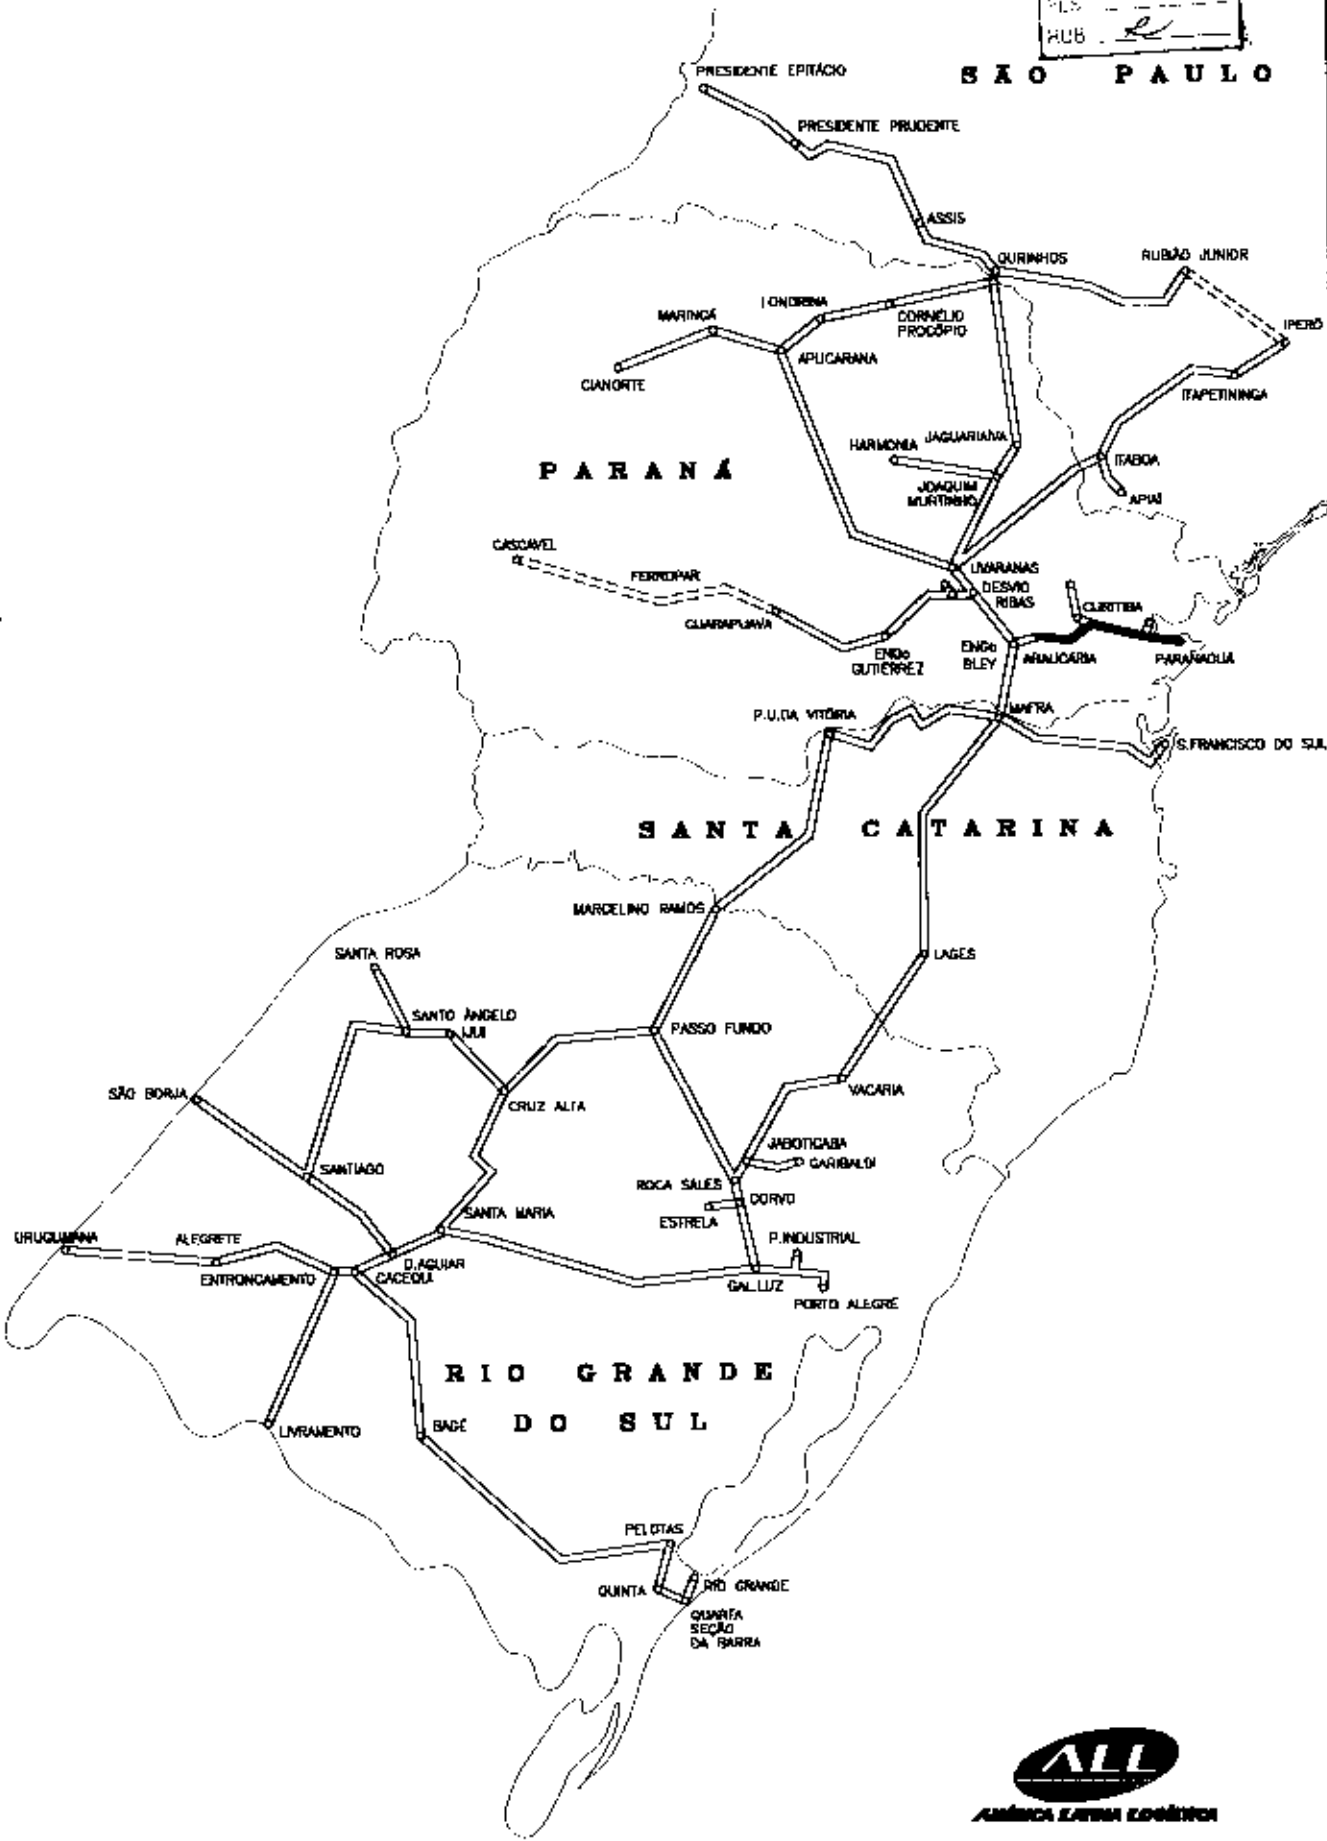 RUB
SÃO PAULO
PRESIDENTE EPITÁCIO
PRESIDENTE PRUDENTE
ASSIS
OURINHOS
RUBIÃO JUNIOR
LONDRINA
CORNÉLIO
PROCÓPIO
MARINGÁ
IPERÓ
APUCARANA
CIANORTE
ITAPETININGA
HARMONIA
JAGUARIAIVA
ITABOA
PARANÁ
JOAQUIM
MURTINHO
APIAÍ
CASCAVEL
UVARANAS
FERROPAR
DESVIO
RIBAS
CURITIBA
GUARAPUAVA
ENGo
GUTIERREZ
ENGo
BLEY
ARAUCÁRIA
PARANAGUÁ
P.U.DA VITÓRIA
MAFRA
S.FRANCISCO DO SUL
SANTA CATARINA
MARCELINO RAMOS
SANTA ROSA
LAGES
SANTO ÂNGELO
IJUI
PASSO FUNDO
SÃO BORJA
CRUZ ALTA
VACARIA
JABOTICABA
GARIBALDI
SANTIAGO
ROCA SALES
CORVO
SANTA MARIA
ESTRELA
P.INDUSTRIAL
URUGUAIANA
ALEGRETE
D.AGUIAR
ENTRONCAMENTO
CACEQUI
GAL.LUZ
PORTO ALEGRE
RIO GRANDE
DO SUL
LIVRAMENTO
BAGÉ
PELOTAS
QUINTA
RIO GRANDE
QUARTA
SEÇÃO
DA BARRA
ALL
AMÉRICA LATINA LOGÍSTICA